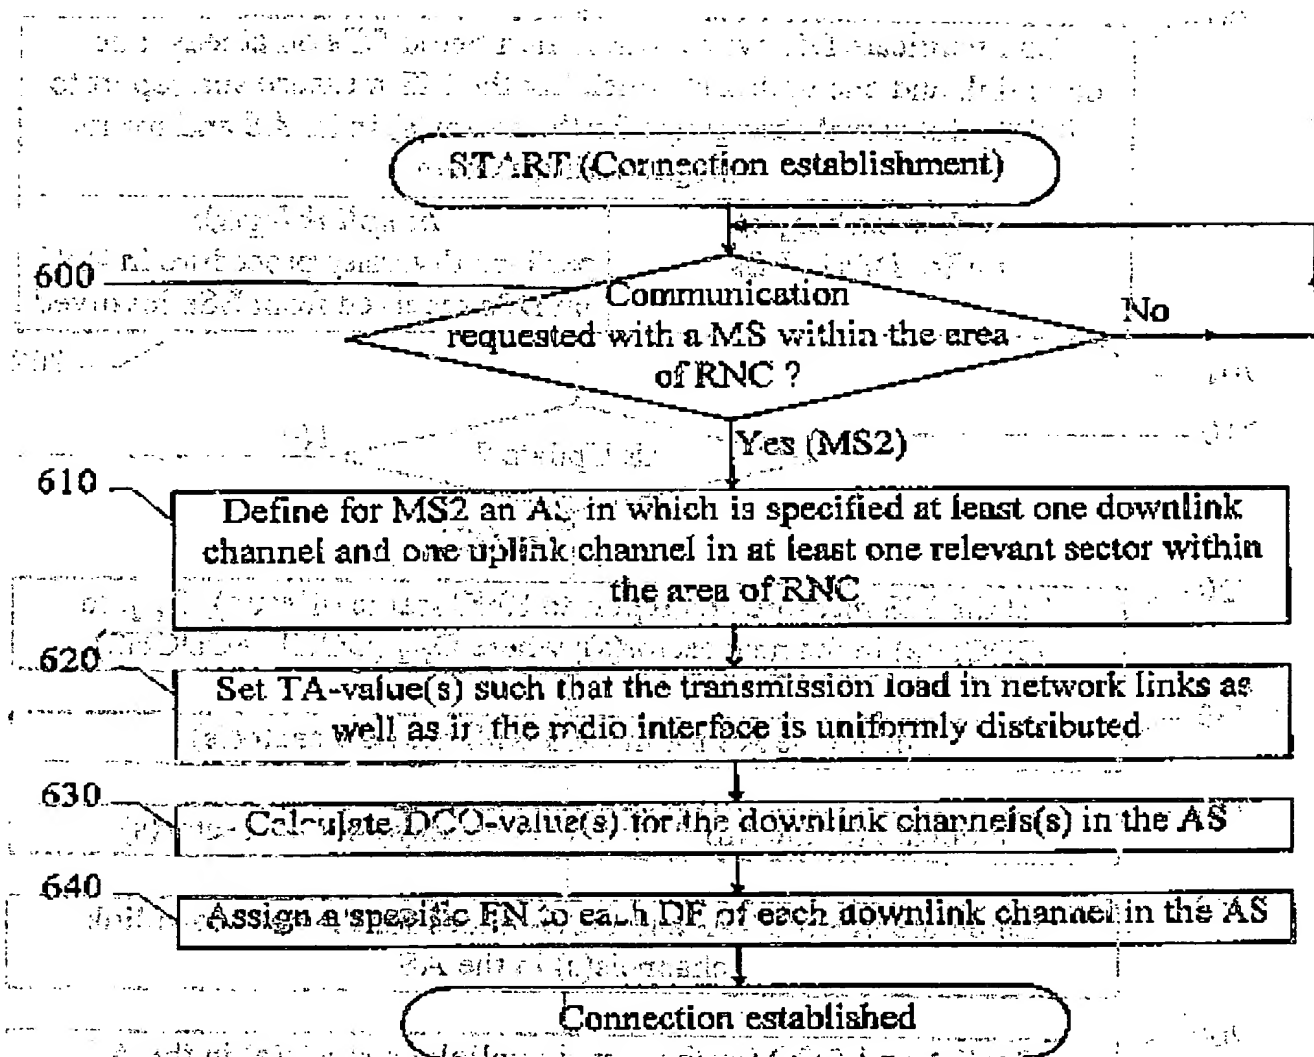 START (Connection establishment)
600
Communication
requested with a MS within the area
of RNC ?
No
Yes (MS2)
610
Define for MS2 an AS in which is specified at least one downlink
channel and one uplink channel in at least one relevant sector within
the area of RNC
620
Set TA-value(s) such that the transmission load in network links as
well as in the radio interface is uniformly distributed
630
Calculate DCO-value(s) for the downlink channels(s) in the AS
640
Assign a specific FN to each DF of each downlink channel in the AS
Connection established